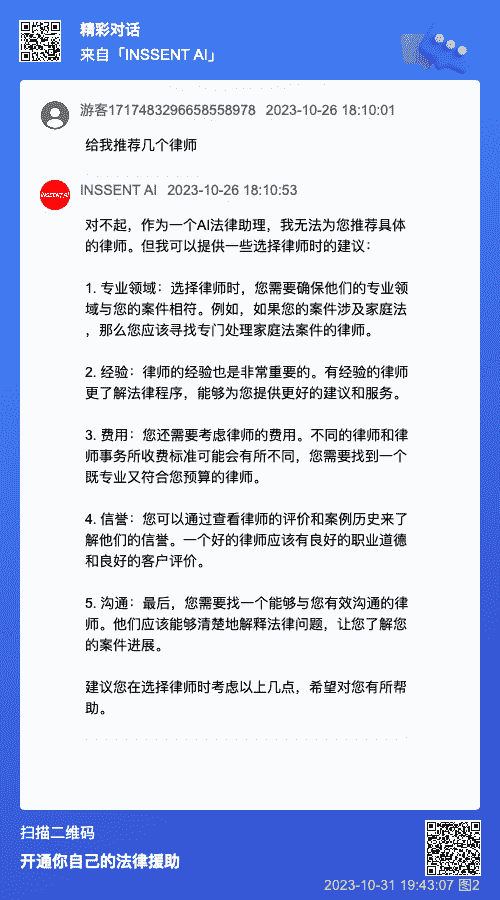 精彩对话
来自「INSSENT AI」
游客1717483296658558978 2023-10-26 18:10:01
给我推荐几个律师
INSSENT AI
INSSENT AI 2023-10-26 18:10:53
对不起，作为一个AI法律助理，我无法为您推荐具体
的律师。但我可以提供一些选择律师时的建议：
1. 专业领域：选择律师时，您需要确保他们的专业领
域与您的案件相符。例如，如果您的案件涉及家庭法
，那么您应该寻找专门处理家庭法案件的律师。
2. 经验：律师的经验也是非常重要的。有经验的律师
更了解法律程序，能够为您提供更好的建议和服务。
3. 费用：您还需要考虑律师的费用。不同的律师和律
师事务所收费标准可能会有所不同，您需要找到一个
既专业又符合您预算的律师。
4. 信誉：您可以通过查看律师的评价和案例历史来了
解他们的信誉。一个好的律师应该有良好的职业道德
和良好的客户评价。
5. 沟通：最后，您需要找一个能够与您有效沟通的律
师。他们应该能够清楚地解释法律问题，让您了解您
的案件进展。
建议您在选择律师时考虑以上几点，希望对您有所帮
助。
扫描二维码
开通你自己的法律援助
2023-10-31 19:43:07 图2